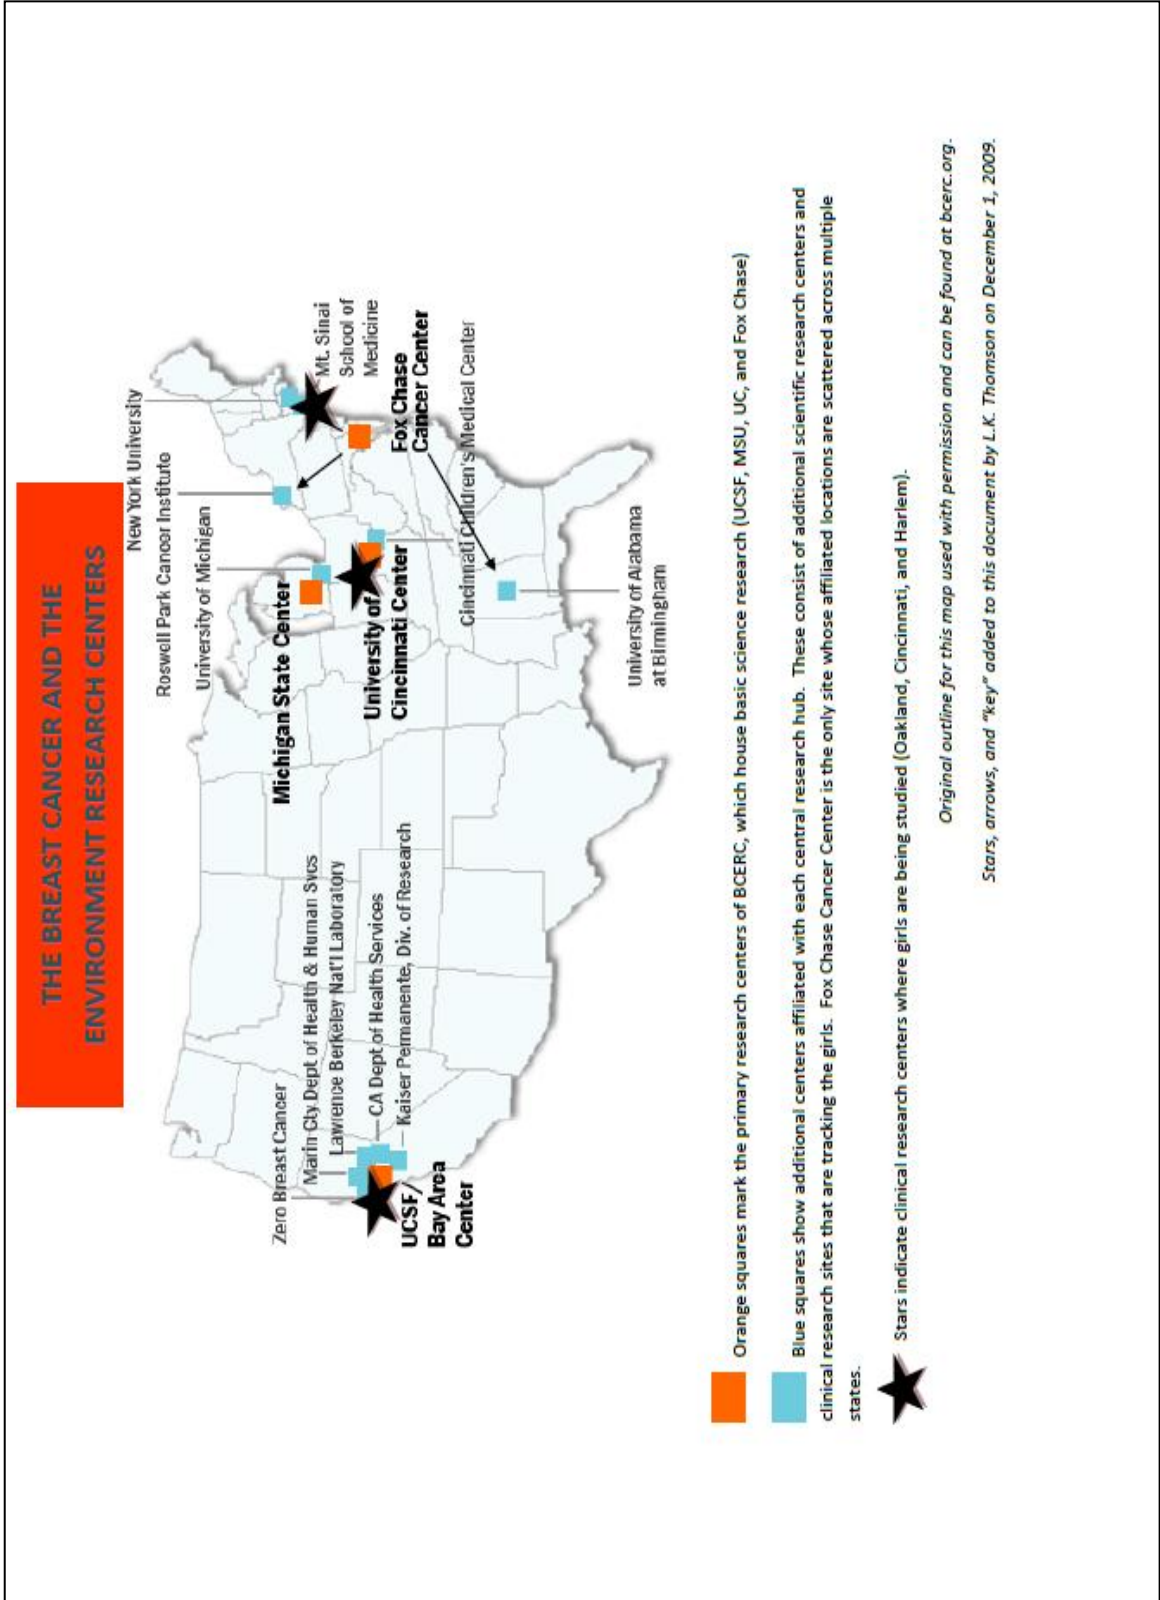 THE BREAST CANCER AND THE
ENVIRONMENT RESEARCH CENTERS
New York University
Roswell Park Cancer Institute
University of Michigan
Michigan State Center
Mt. Sinai
School of
Medicine
Fox Chase
Cancer Center
University of
Cincinnati Center
Cincinnati Children's Medical Center
University of Alabama
at Birmingham
Zero Breast Cancer
Marin Cty Dept of Health & Human Svcs
Lawrence Berkeley Nat'l Laboratory
CA Dept of Health Services
Kaiser Permanente, Div. of Research
UCSF/
Bay Area
Center
Orange squares mark the primary research centers of BCERC, which house basic science research (UCSF, MSU, UC, and Fox Chase)
Blue squares show additional centers affiliated with each central research hub. These consist of additional scientific research centers and
clinical research sites that are tracking the girls. Fox Chase Cancer Center is the only site whose affiliated locations are scattered across multiple
states.
Stars indicate clinical research centers where girls are being studied (Oakland, Cincinnati, and Harlem).
Original outline for this map used with permission and can be found at bcerc.org.
Stars, arrows, and "key" added to this document by L.K. Thomson on December 1, 2009.